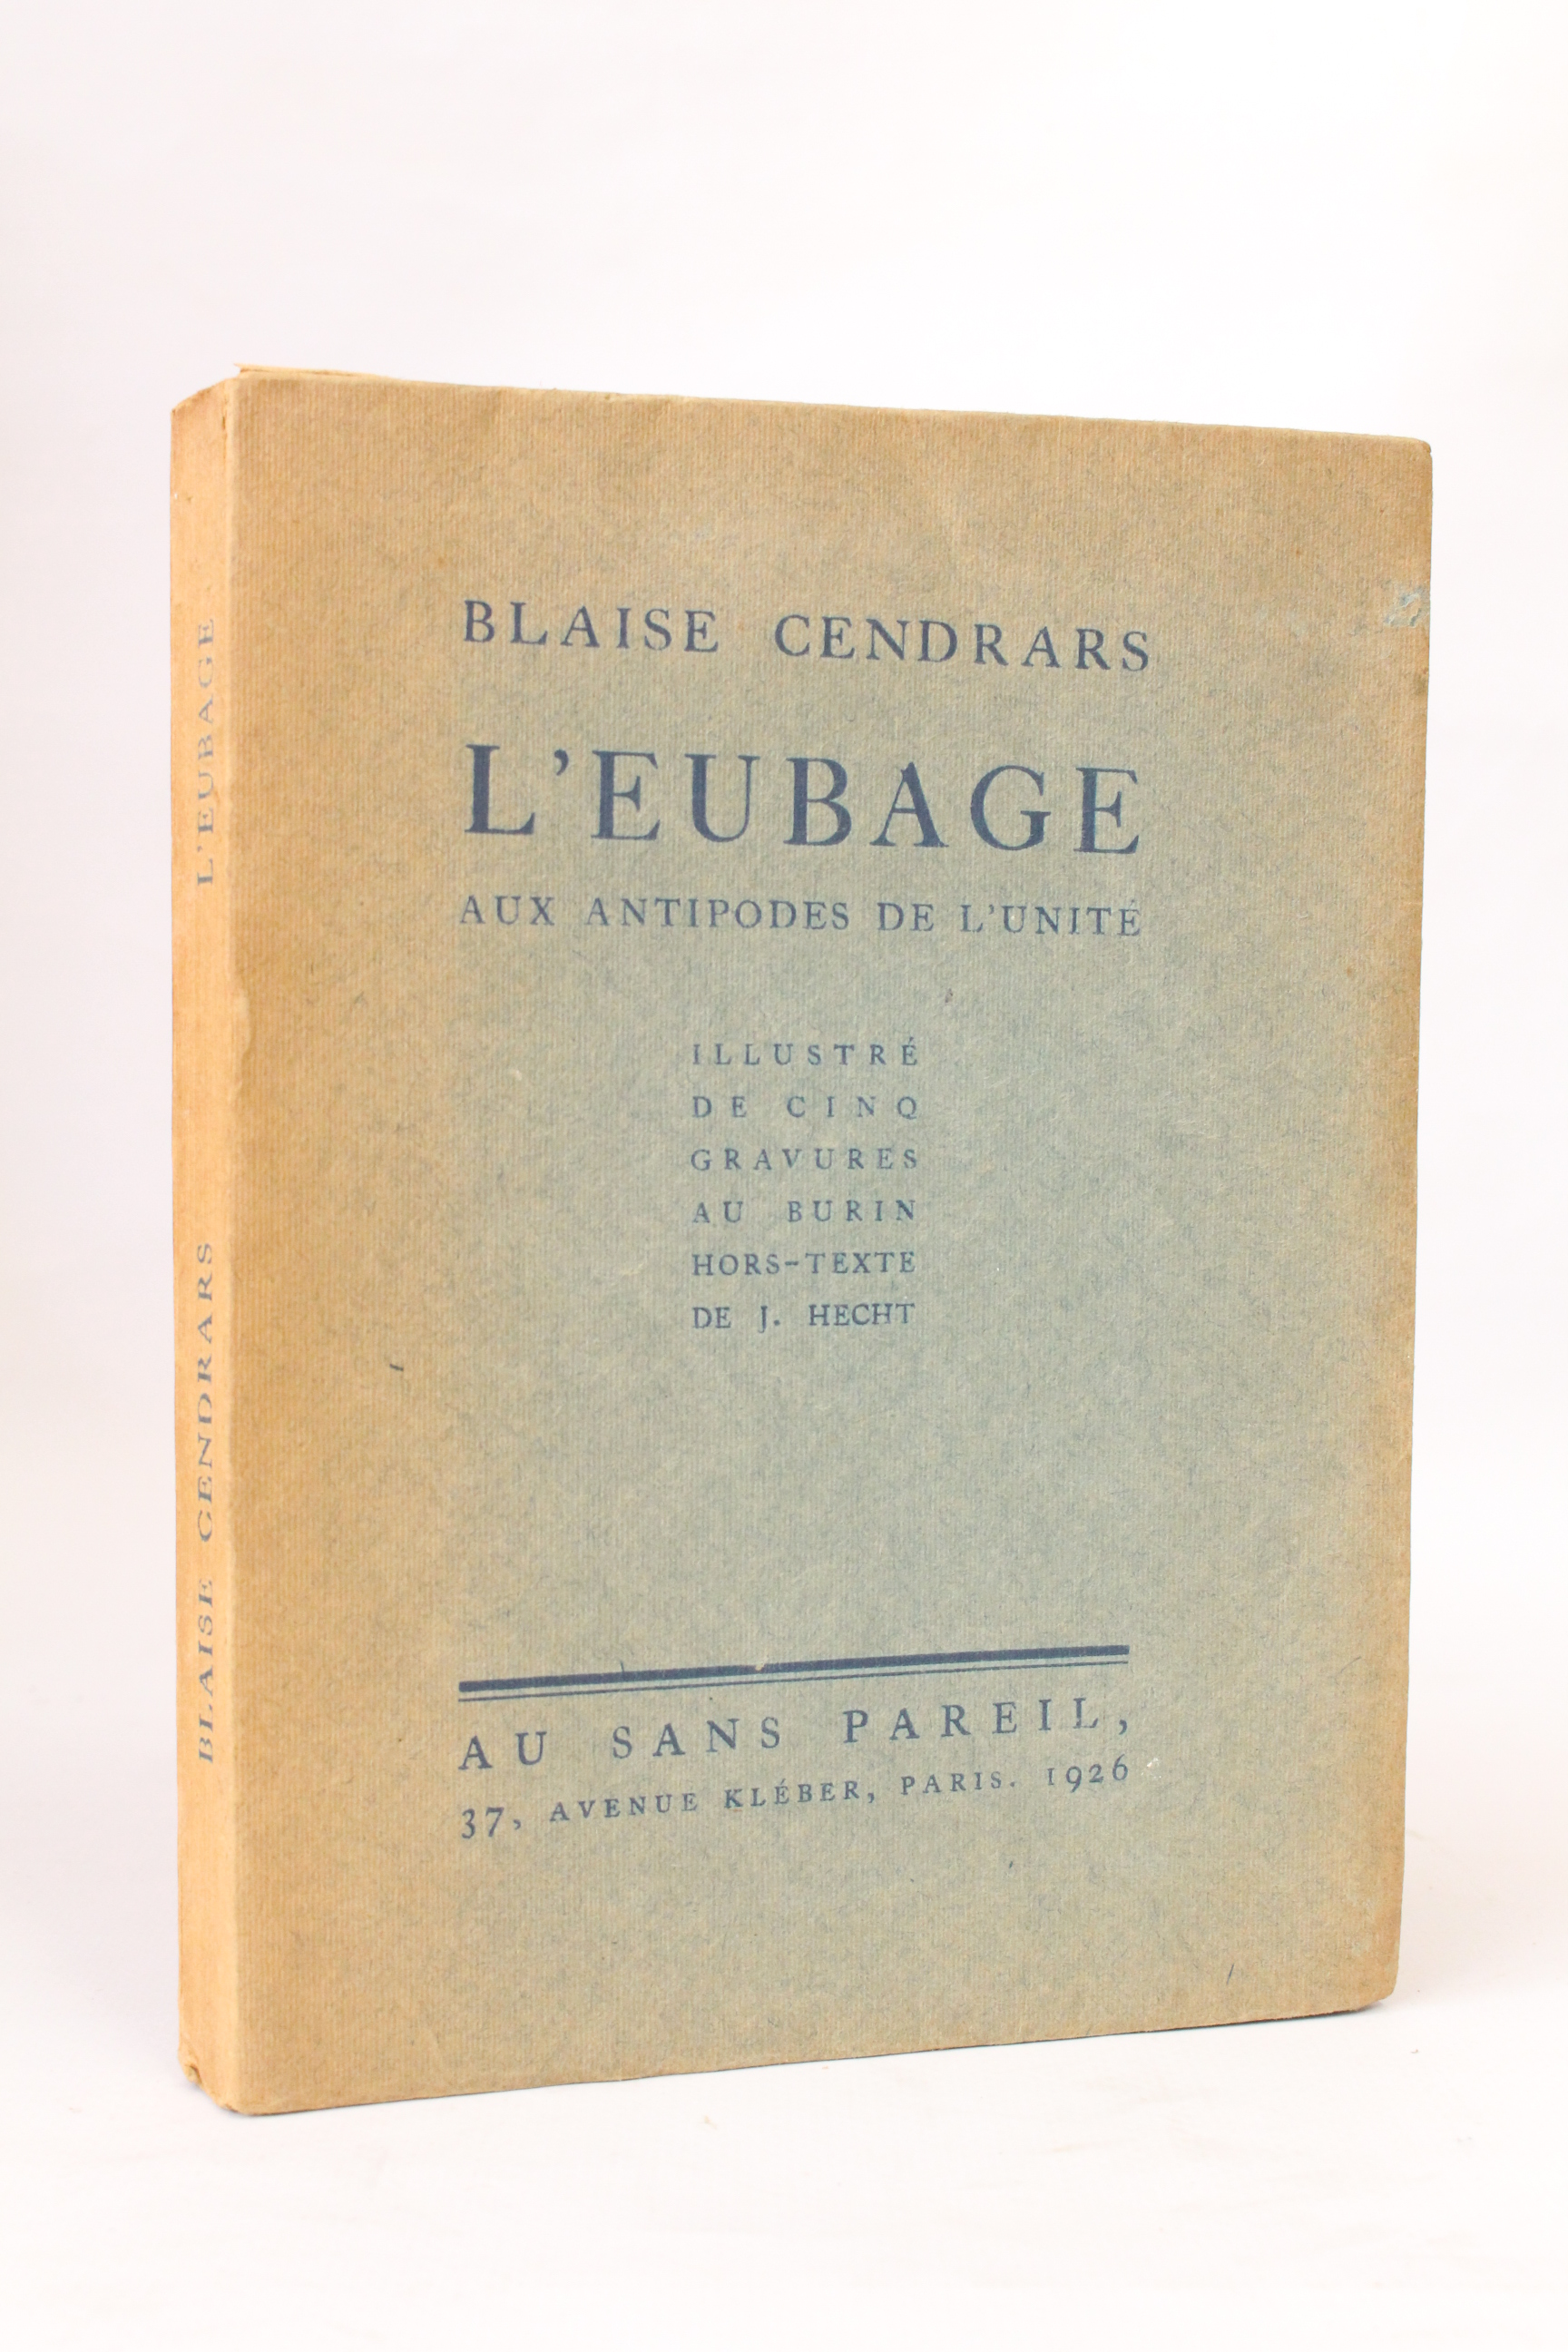 BLAISE CENDRARS
L'EUBAGE
AUX ANTIPODES DE L'UNITÉ
ILLUSTRÉ
DE CINQ
GRAVURES
AU BURIN
HORS-TEXTE
DE J. HECHT
AU SANS PAREIL,
37, AVENUE KLÉBER, PARIS. 1926
BLAISE CENDRARS L'EUBAGE